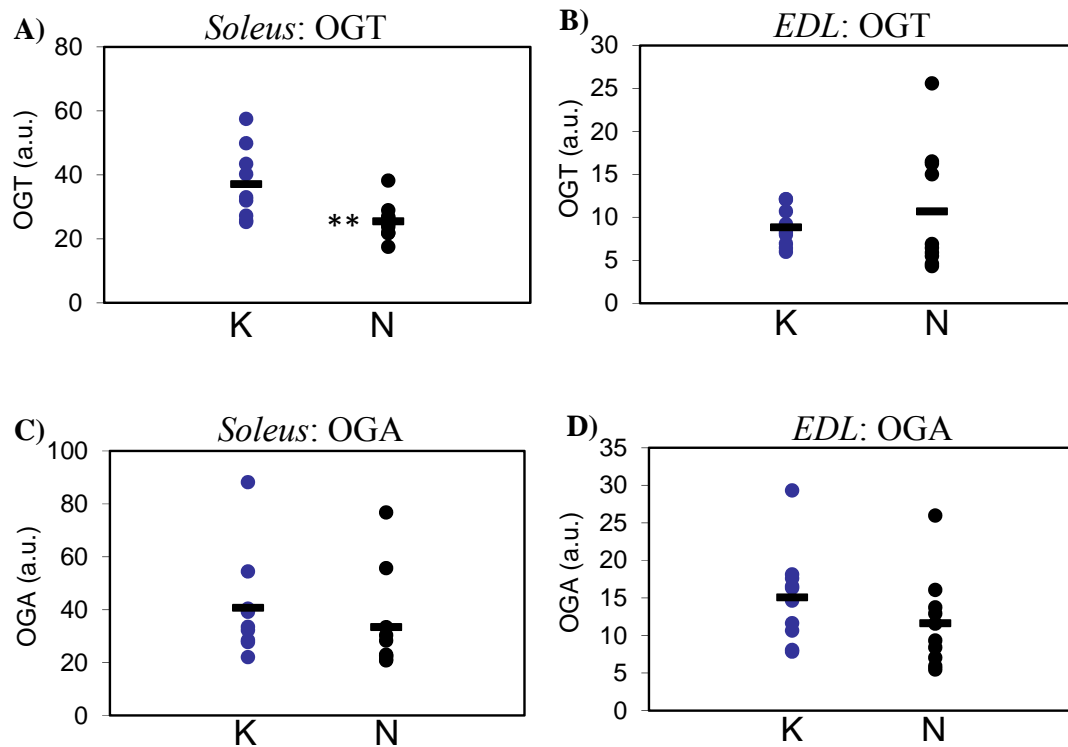 A) Soleus: OGT
80
60
40
20
0
OGT (a.u.)
**
K N
B) EDL: OGT
30
25
20
15
10
5
0
OGT (a.u.)
K N
C) Soleus: OGA
100
80
60
40
20
0
OGA (a.u.)
K N
D) EDL: OGA
35
30
25
20
15
10
5
0
OGA (a.u.)
K N